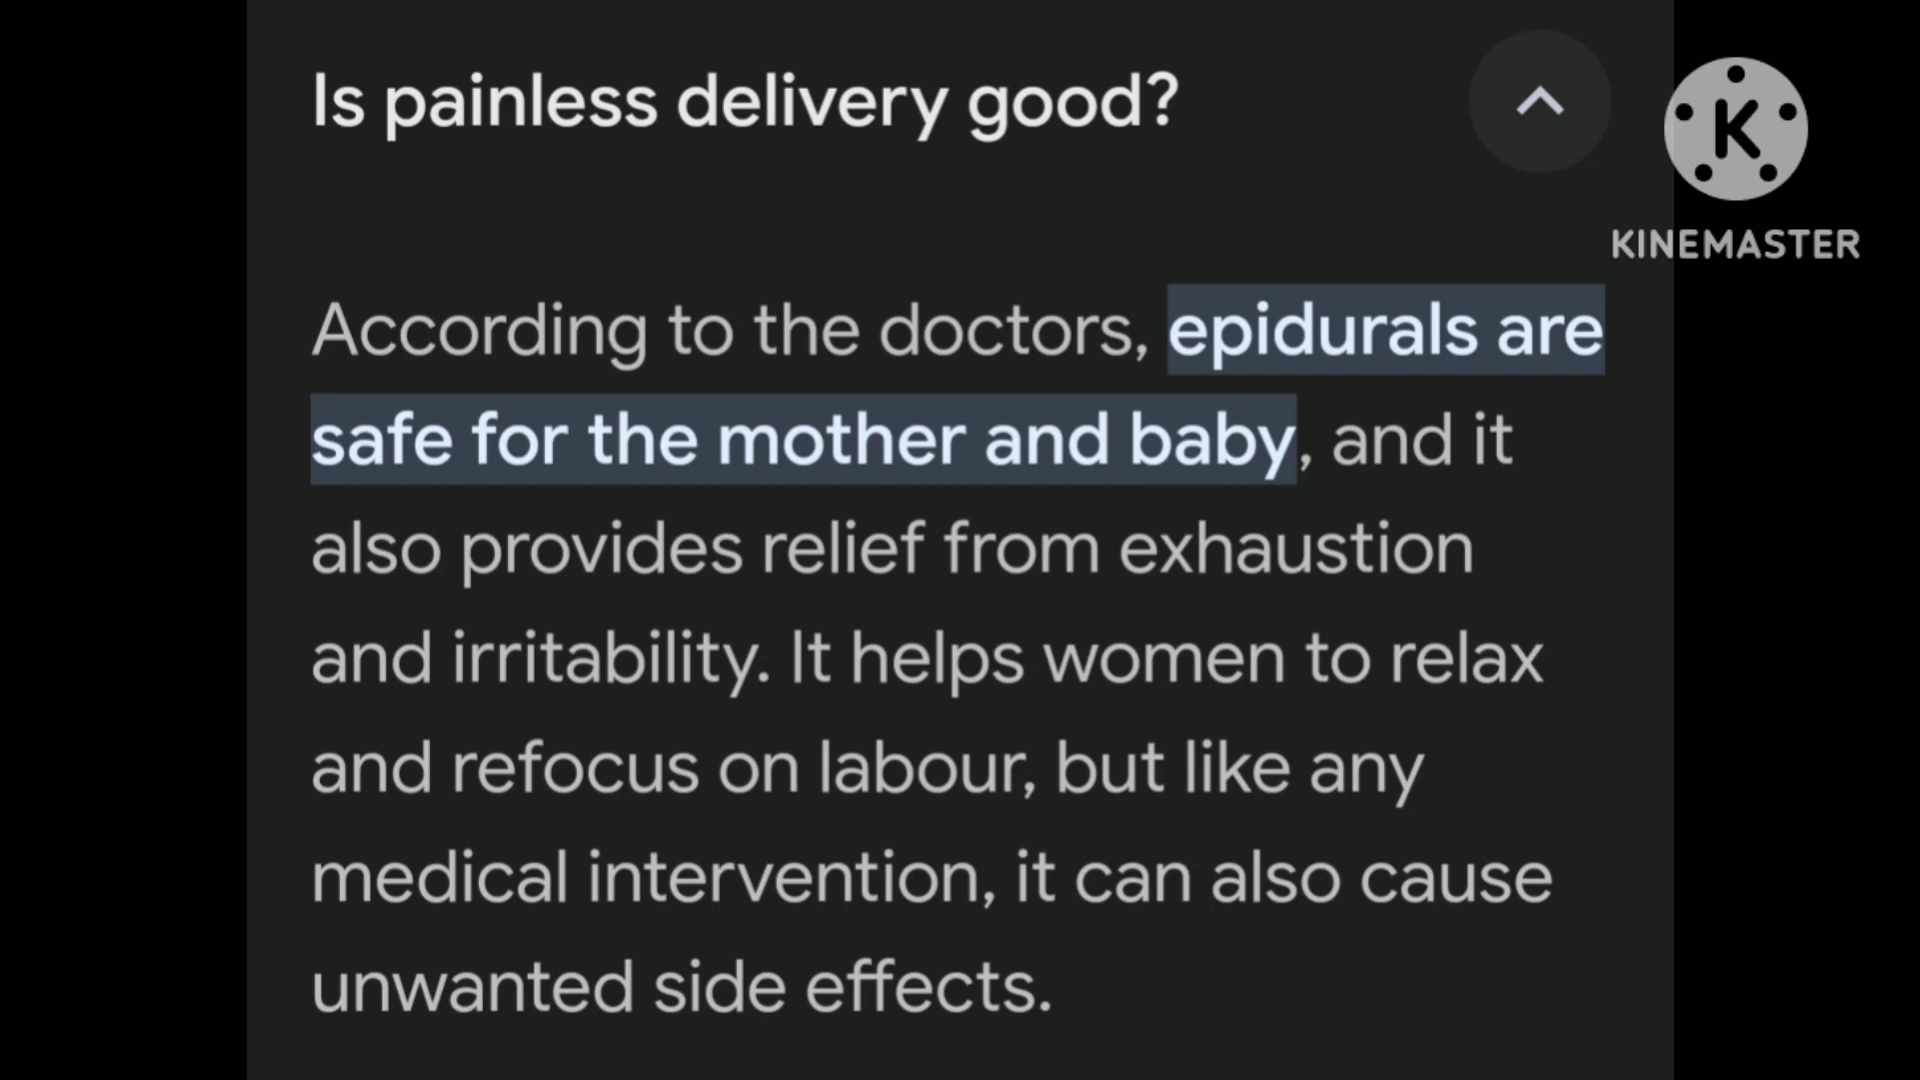 Is painless delivery good?
K
KINEMASTER
According to the doctors, epidurals are
safe for the mother and baby, and it
also provides relief from exhaustion
and irritability. It helps women to relax
and refocus on labour, but like any
medical intervention, it can also cause
unwanted side effects.